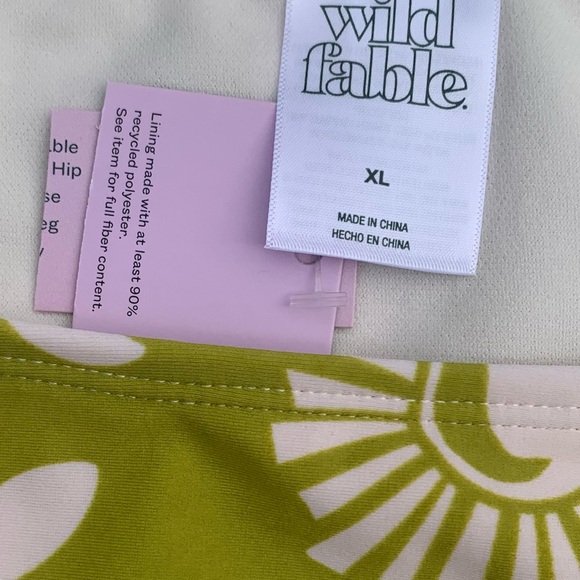 wild
fable.
XL
MADE IN CHINA
HECHO EN CHINA
Lining made with at least 90%
recycled polyester.
See item for full fiber content.
Hip